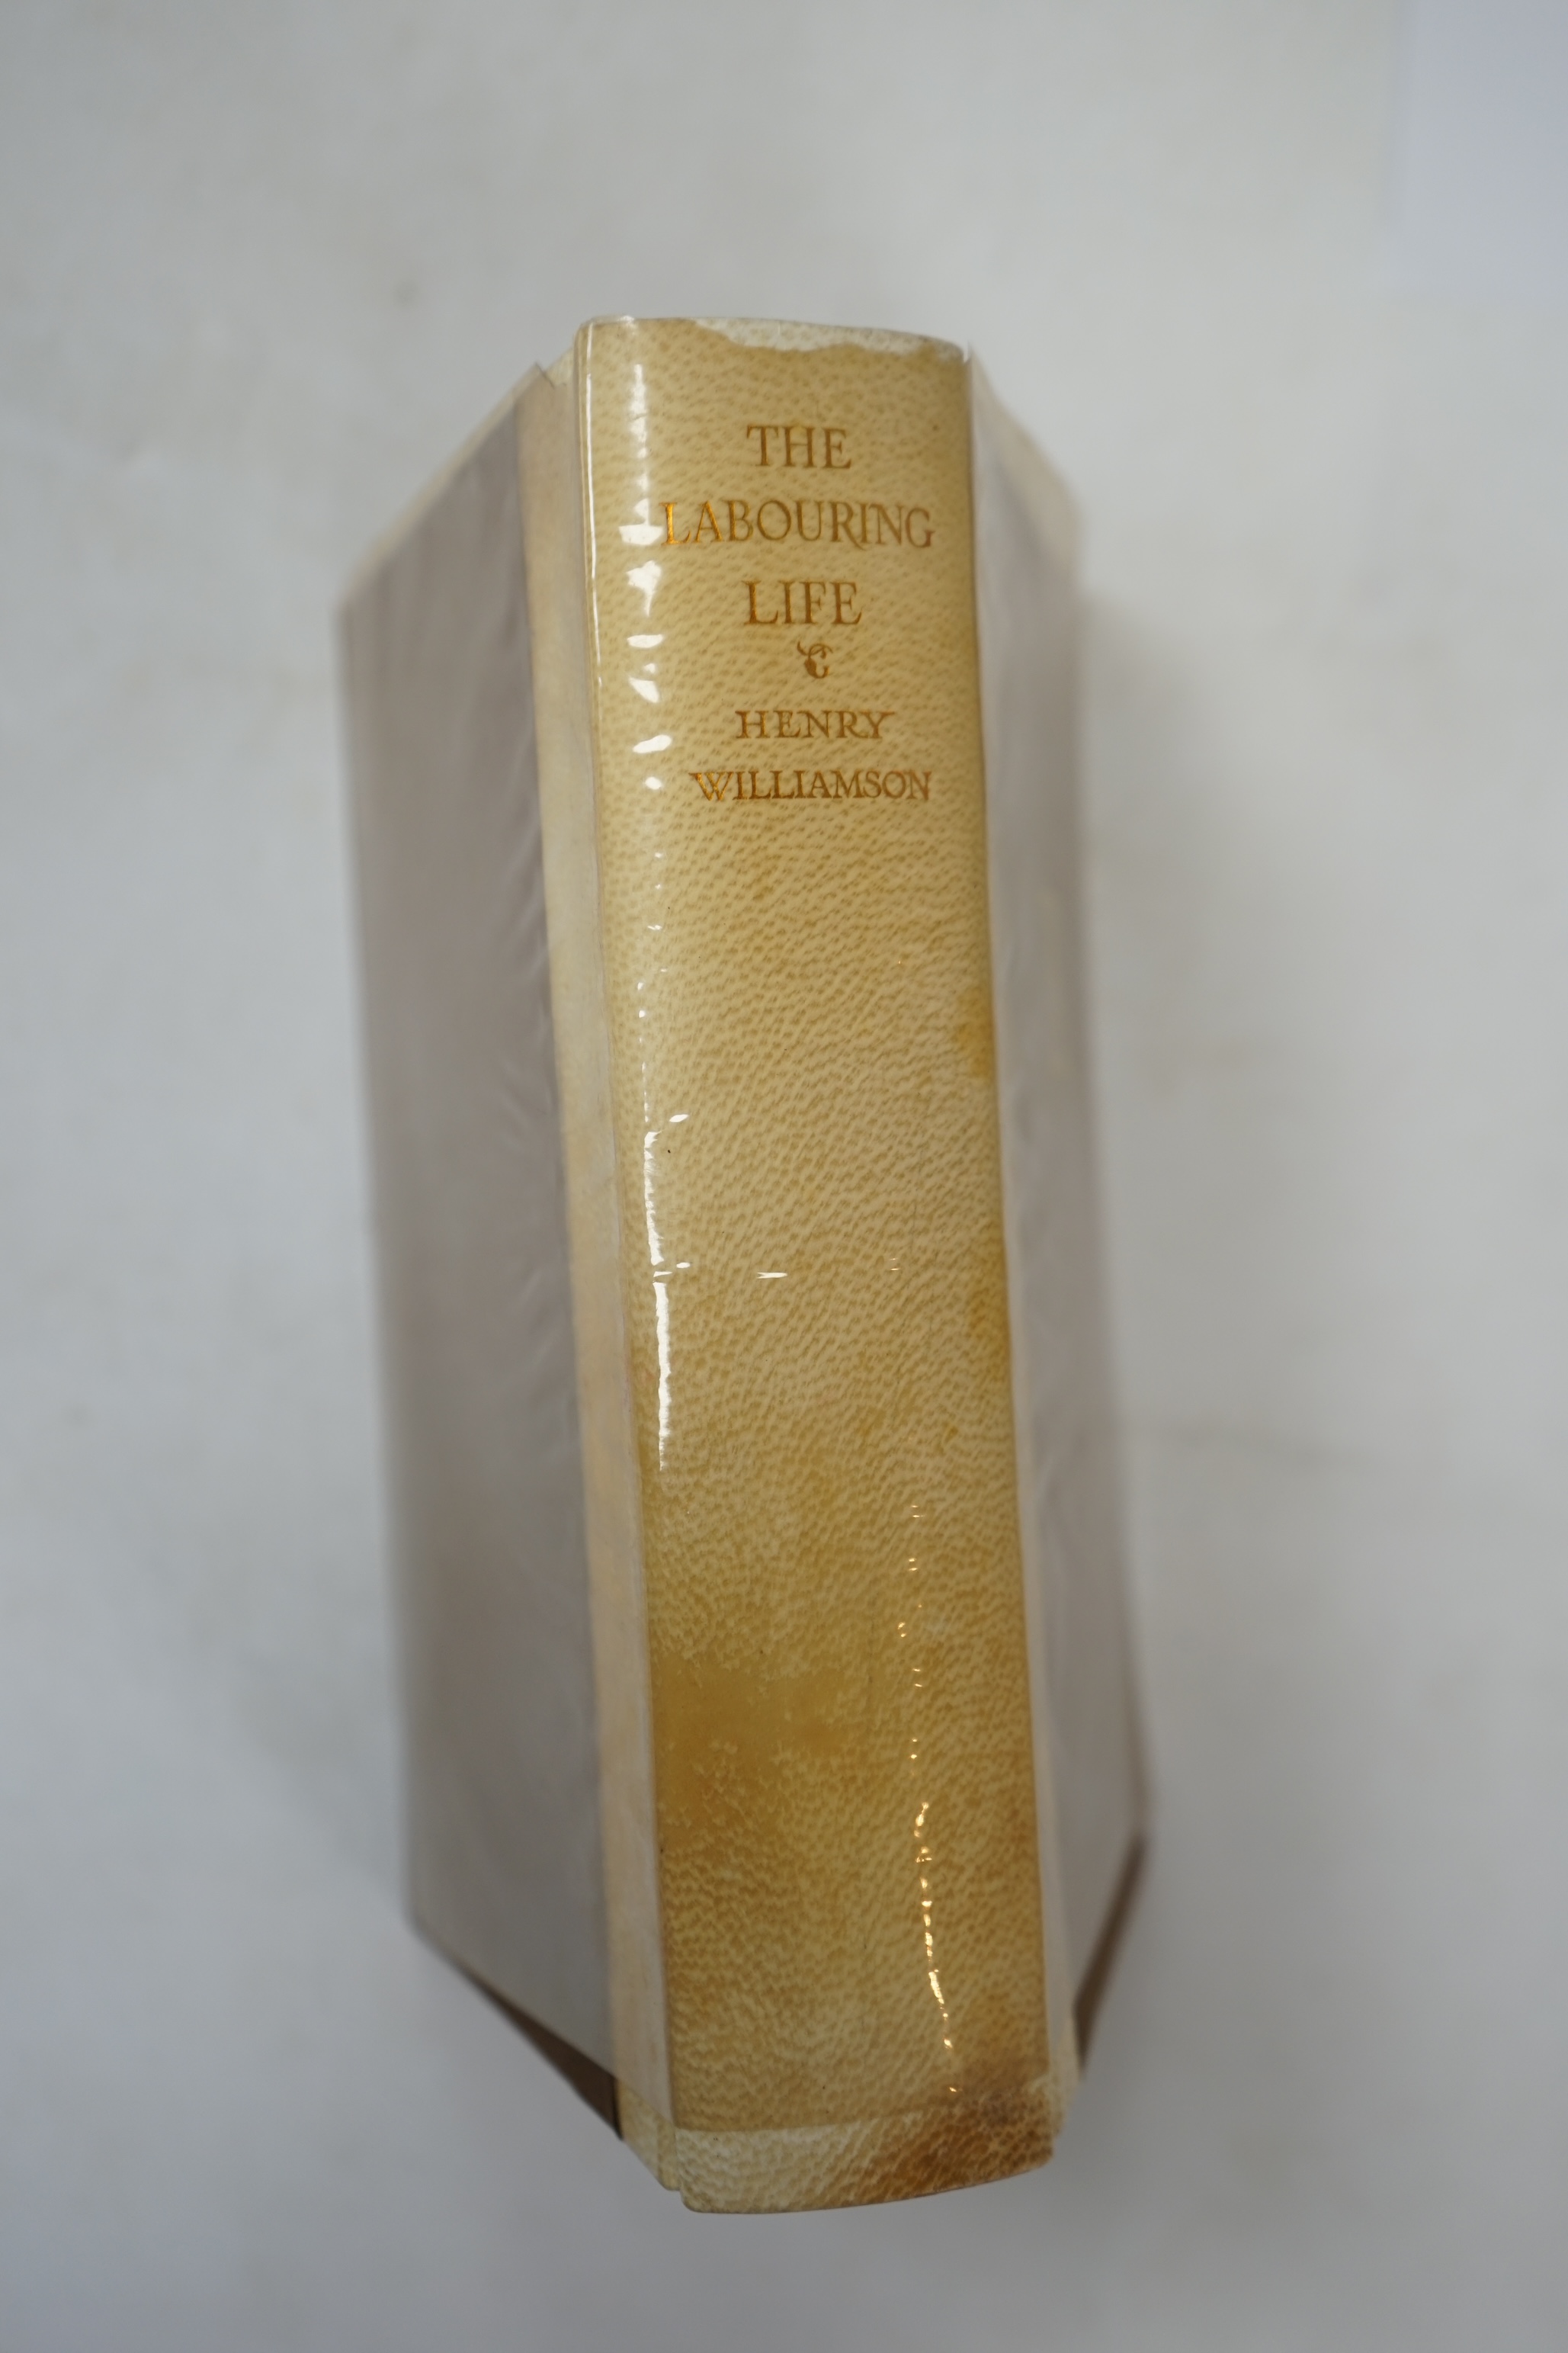 THE
LABOURING
LIFE
HENRY
WILLIAMSON